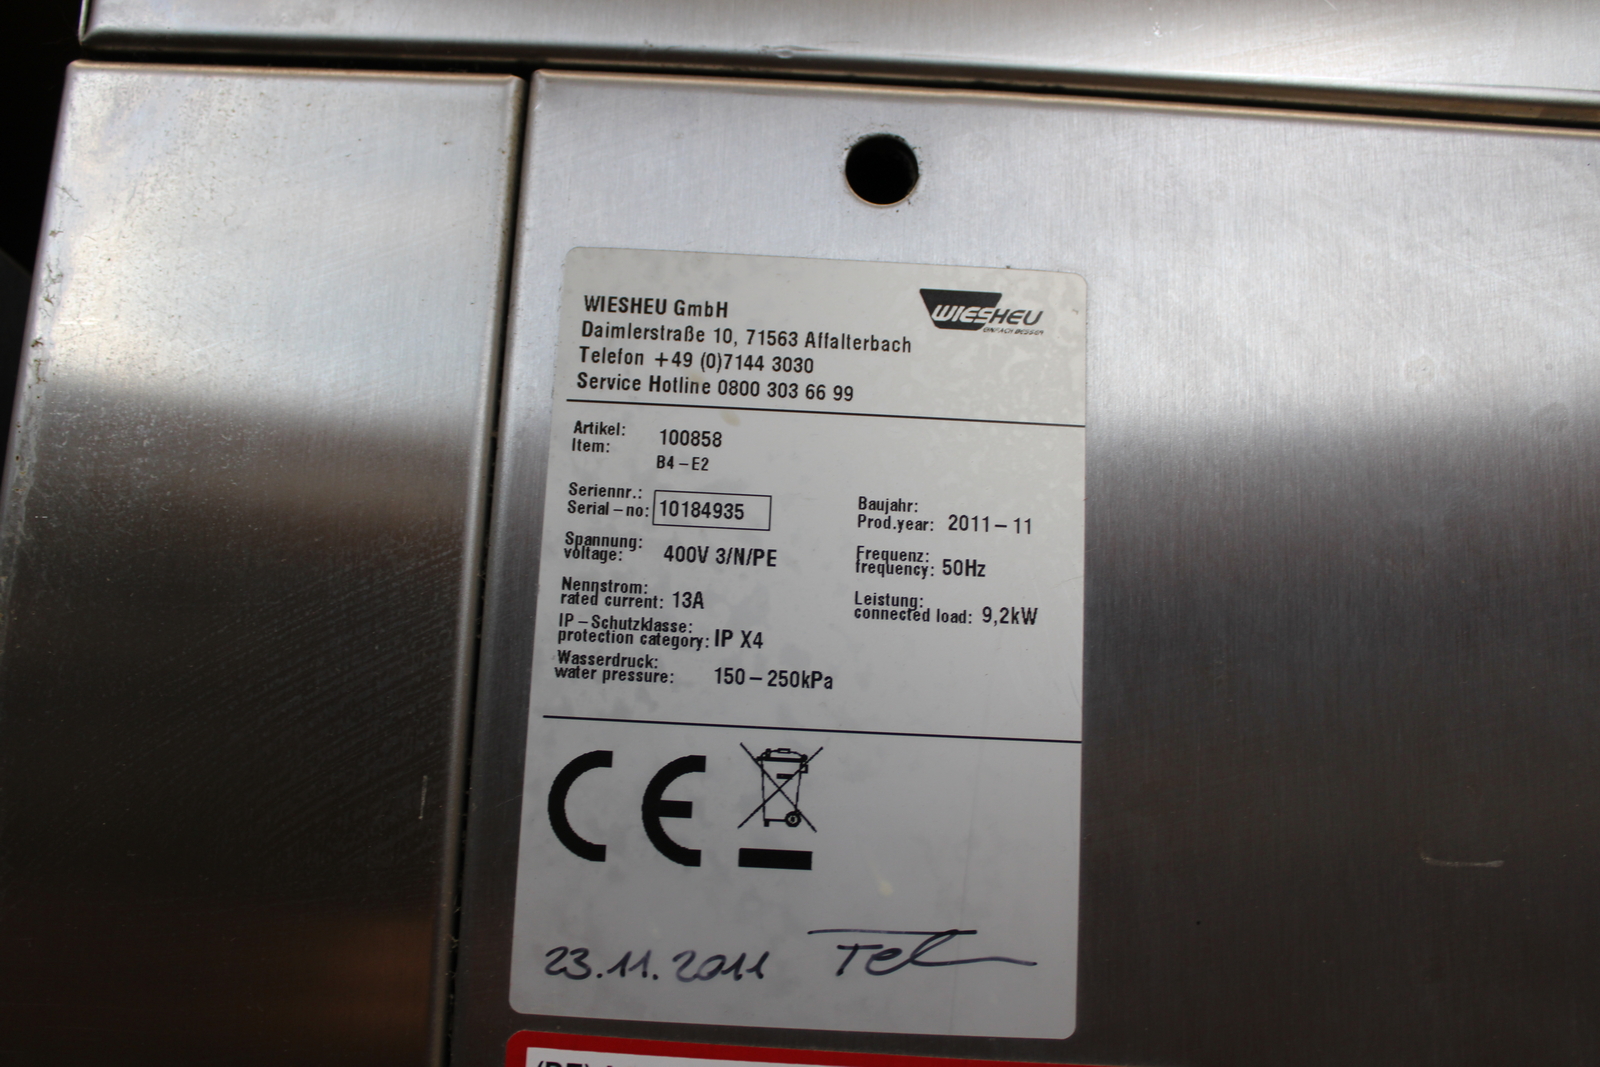 WIESHEU GmbH
Daimlerstraße 10, 71563 Affalterbach
Telefon +49 (0)7144 3030
Service Hotline 0800 303 66 99
WIESHEU
EINFACH BESSER
Artikel:
Item: 100858
B4-E2
Seriennr.:
Serial-no: 10184935
Baujahr:
Prod.year: 2011-11
Spannung:
voltage: 400V 3/N/PE
Frequenz:
frequency: 50Hz
Nennstrom:
rated current: 13A
Leistung:
connected load: 9,2kW
IP-Schutzklasse:
protection category: IP X4
Wasserdruck:
water pressure: 150-250kPa
CE
23.11.2011